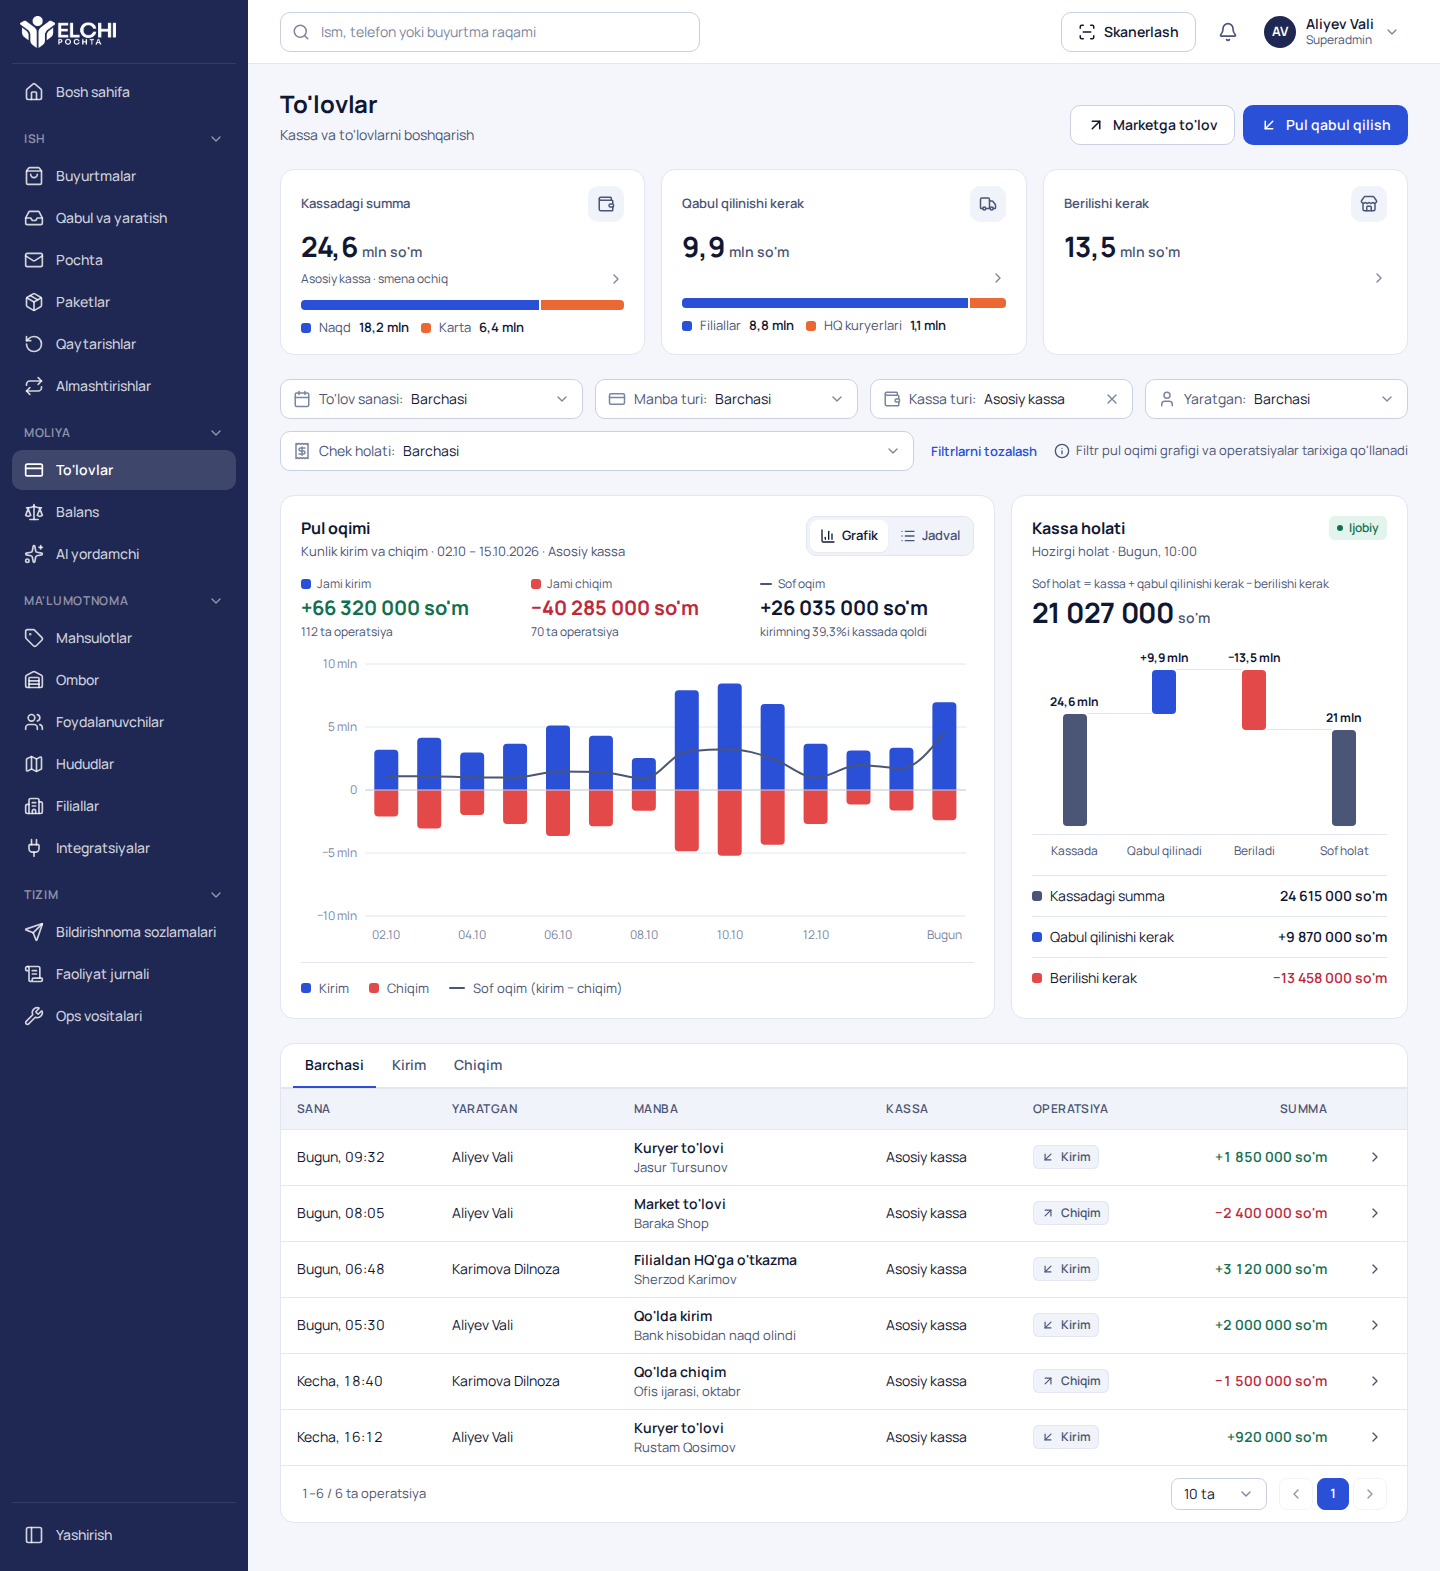 ELCHI
POCHTA
Ism, telefon yoki buyurtma raqami
Skanerlash
AV
Aliyev Vali
Superadmin
Bosh sahifa
ISH
Buyurtmalar
Qabul va yaratish
Pochta
Paketlar
Qaytarishlar
Almashtirishlar
MOLIYA
To'lovlar
Balans
AI yordamchi
MA'LUMOTNOMA
Mahsulotlar
Ombor
Foydalanuvchilar
Hududlar
Filiallar
Integratsiyalar
TIZIM
Bildirishnoma sozlamalari
Faoliyat jurnali
Ops vositalari
Yashirish
To'lovlar
Kassa va to'lovlarni boshqarish
Marketga to'lov
Pul qabul qilish
Kassadagi summa
24,6 mln so'm
Asosiy kassa · smena ochiq
Naqd 18,2 mln Karta 6,4 mln
Qabul qilinishi kerak
9,9 mln so'm
Filiallar 8,8 mln HQ kuryerlari 1,1 mln
Berilishi kerak
13,5 mln so'm
To'lov sanasi: Barchasi
Manba turi: Barchasi
Kassa turi: Asosiy kassa
Yaratgan: Barchasi
Chek holati: Barchasi
Filtrlarni tozalash
Filtr pul oqimi grafigi va operatsiyalar tarixiga qo'llanadi
Pul oqimi
Kunlik kirim va chiqim · 02.10 – 15.10.2026 · Asosiy kassa
Grafik
Jadval
Jami kirim
+66 320 000 so'm
112 ta operatsiya
Jami chiqim
−40 285 000 so'm
70 ta operatsiya
Sof oqim
+26 035 000 so'm
kirimning 39,3%i kassada qoldi
10 mln
5 mln
0
−5 mln
−10 mln
02.10 04.10 06.10 08.10 10.10 12.10 Bugun
Kirim Chiqim Sof oqim (kirim − chiqim)
Kassa holati
Ijobiy
Hozirgi holat · Bugun, 10:00
Sof holat = kassa + qabul qilinishi kerak − berilishi kerak
21 027 000 so'm
24,6 mln
+9,9 mln
−13,5 mln
21 mln
Kassada Qabul qilinadi Beriladi Sof holat
Kassadagi summa 24 615 000 so'm
Qabul qilinishi kerak +9 870 000 so'm
Berilishi kerak −13 458 000 so'm
Barchasi Kirim Chiqim
SANA YARATGAN MANBA KASSA OPERATSIYA SUMMA
Bugun, 09:32 Aliyev Vali Kuryer to'lovi Asosiy kassa Kirim +1 850 000 so'm
Jasur Tursunov
Bugun, 08:05 Aliyev Vali Market to'lovi Asosiy kassa Chiqim −2 400 000 so'm
Baraka Shop
Bugun, 06:48 Karimova Dilnoza Filialdan HQ'ga o'tkazma Asosiy kassa Kirim +3 120 000 so'm
Sherzod Karimov
Bugun, 05:30 Aliyev Vali Qo'lda kirim Asosiy kassa Kirim +2 000 000 so'm
Bank hisobidan naqd olindi
Kecha, 18:40 Karimova Dilnoza Qo'lda chiqim Asosiy kassa Chiqim −1 500 000 so'm
Ofis ijarasi, oktabr
Kecha, 16:12 Aliyev Vali Kuryer to'lovi Asosiy kassa Kirim +920 000 so'm
Rustam Qosimov
1–6 / 6 ta operatsiya
10 ta
1